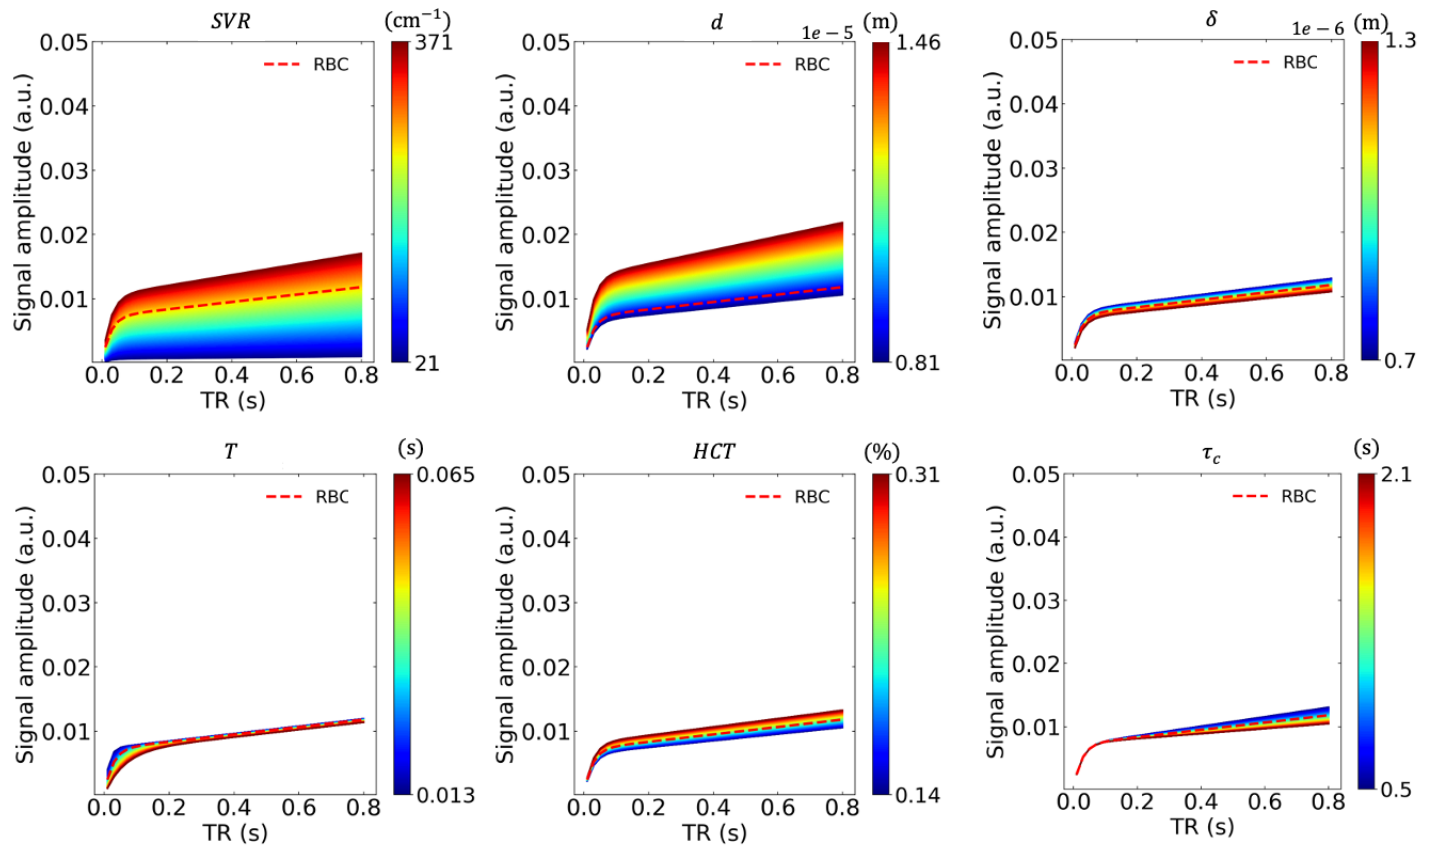 SVR (cm⁻¹)
371
0.05
RBC
0.04
0.03
0.02
0.01
21
0.0 0.2 0.4 0.6 0.8
TR (s)
Signal amplitude (a.u.)
d (m)
1e − 5
1.46
0.05
RBC
0.04
0.03
0.02
0.01
0.81
0.0 0.2 0.4 0.6 0.8
TR (s)
Signal amplitude (a.u.)
δ (m)
1e − 6
1.3
0.05
RBC
0.04
0.03
0.02
0.01
0.7
0.0 0.2 0.4 0.6 0.8
TR (s)
Signal amplitude (a.u.)
T (s)
0.065
0.05
RBC
0.04
0.03
0.02
0.01
0.013
0.0 0.2 0.4 0.6 0.8
TR (s)
Signal amplitude (a.u.)
HCT (%)
0.31
0.05
RBC
0.04
0.03
0.02
0.01
0.14
0.0 0.2 0.4 0.6 0.8
TR (s)
Signal amplitude (a.u.)
τc (s)
2.1
0.05
RBC
0.04
0.03
0.02
0.01
0.5
0.0 0.2 0.4 0.6 0.8
TR (s)
Signal amplitude (a.u.)